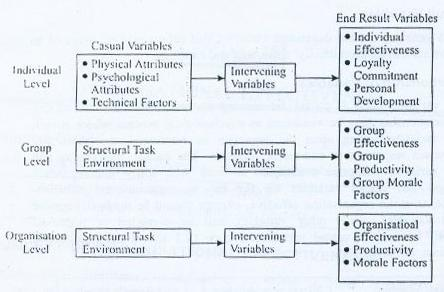 End Result Variables
Casual Variables
Individual
Level
• Physical Attributes
• Psychological
Attributes
• Technical Factors
Intervening
Variables
• Individual
Effectiveness
• Loyalty
Commitment
• Personal
D'evelopment
Group
Level
Structural Task
Environment
Intervening
Variables
• Group
Effectiveness
• Group
Productivity
• Group Morale
Factors
Organisation
Level
Structural Task
Environment
Intervening
Variables
• Organisatioal
Effectiveness
• Productivity
• Morale Factors